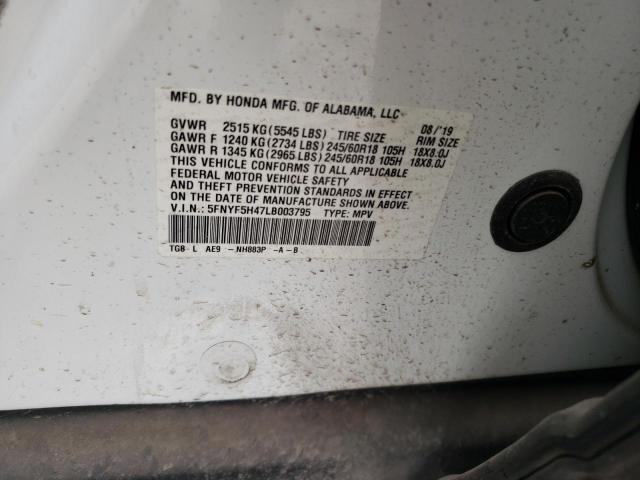 MFD. BY HONDA MFG. OF ALABAMA, LLC 08/'19
GVWR 2515 KG (5545 LBS) TIRE SIZE RIM SIZE
GAWR F 1240 KG (2734 LBS) 245/60R18 105H 18X8.0J
GAWR R 1345 KG (2965 LBS) 245/60R18 105H 18X8.0J
THIS VEHICLE CONFORMS TO ALL APPLICABLE
FEDERAL MOTOR VEHICLE SAFETY
AND THEFT PREVENTION STANDARDS IN EFFECT
ON THE DATE OF MANUFACTURE SHOWN ABOVE.
V.I.N.: 5FNYF5H47LB003795 TYPE: MPV
TG8- L AE9 -NH883P -A-B